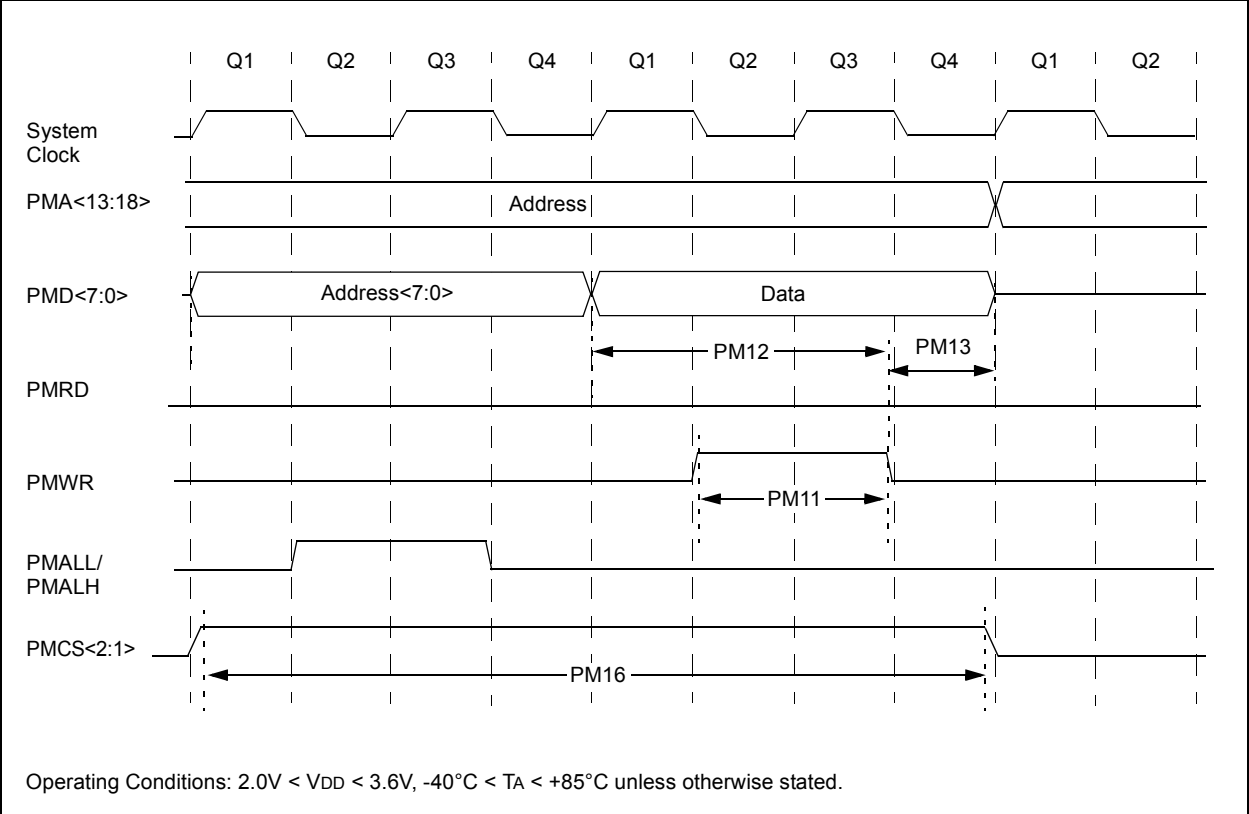 Q1 Q2 Q3 Q4 Q1 Q2 Q3 Q4 Q1 Q2
System
Clock
PMA<13:18>
Address
PMD<7:0>
Address<7:0>
Data
PM12
PM13
PMRD
PMWR
PM11
PMALL/
PMALH
PMCS<2:1>
PM16
Operating Conditions: 2.0V < VDD < 3.6V, -40°C < TA < +85°C unless otherwise stated.